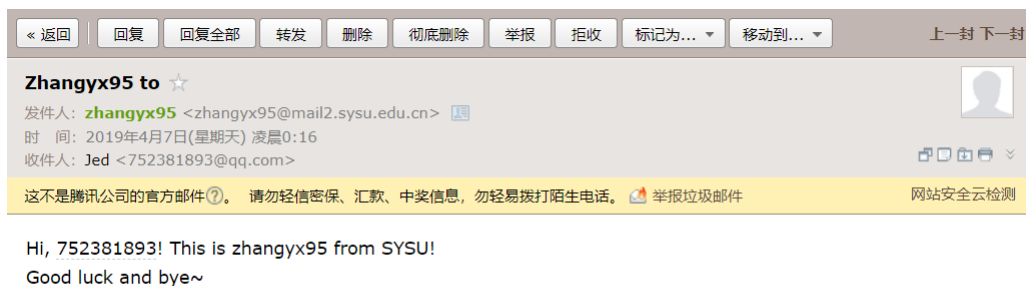 « 返回 回复 回复全部 转发 删除 彻底删除 举报 拒收 标记为... 移动到... 上一封 下一封
Zhangyx95 to
发件人：zhangyx95 <zhangyx95@mail2.sysu.edu.cn>
时 间：2019年4月7日(星期天) 凌晨0:16
收件人：Jed <752381893@qq.com>
这不是腾讯公司的官方邮件?。 请勿轻信密保、汇款、中奖信息，勿轻易拨打陌生电话。 举报垃圾邮件 网站安全云检测
Hi, 752381893! This is zhangyx95 from SYSU!
Good luck and bye~